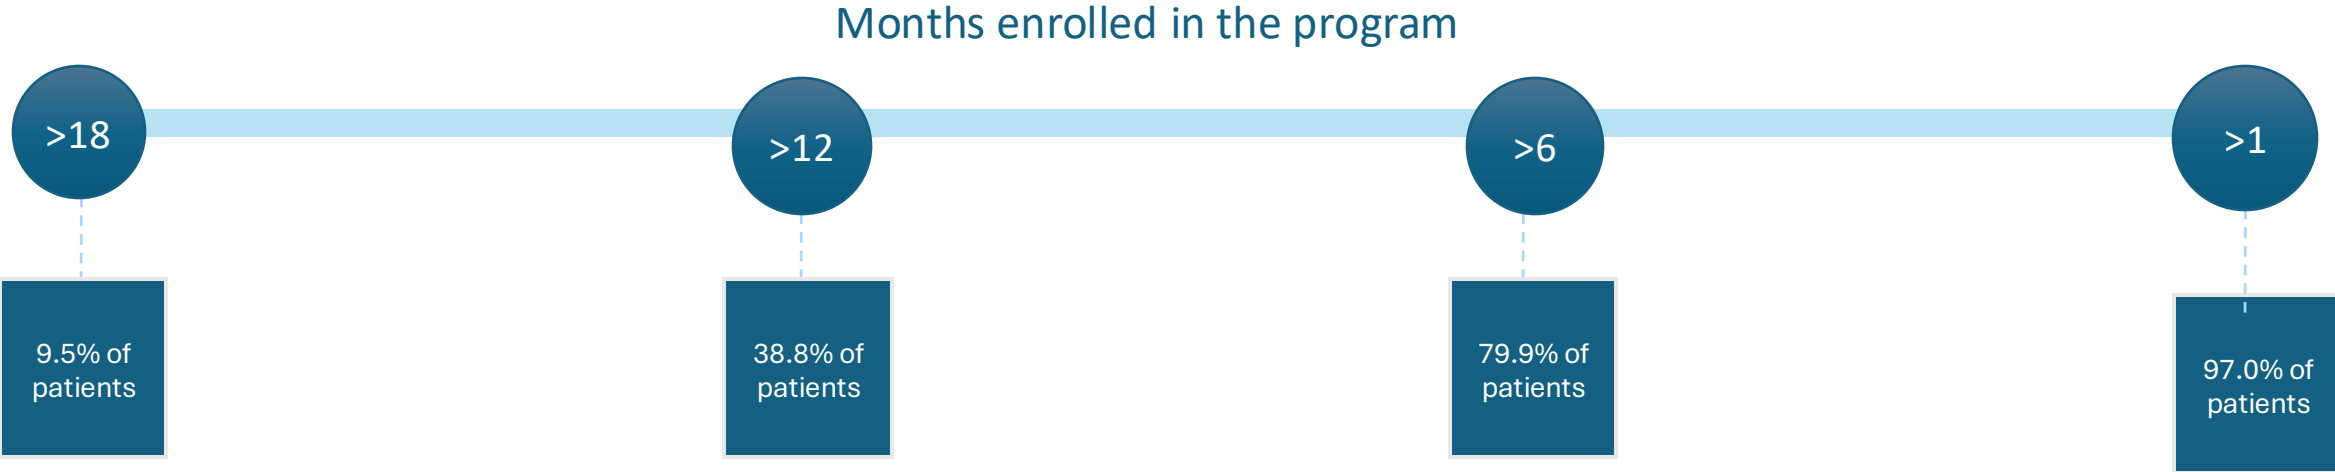 Months enrolled in the program
>18
>12
>6
>1
9.5% of
patients
38.8% of
patients
79.9% of
patients
97.0% of
patients